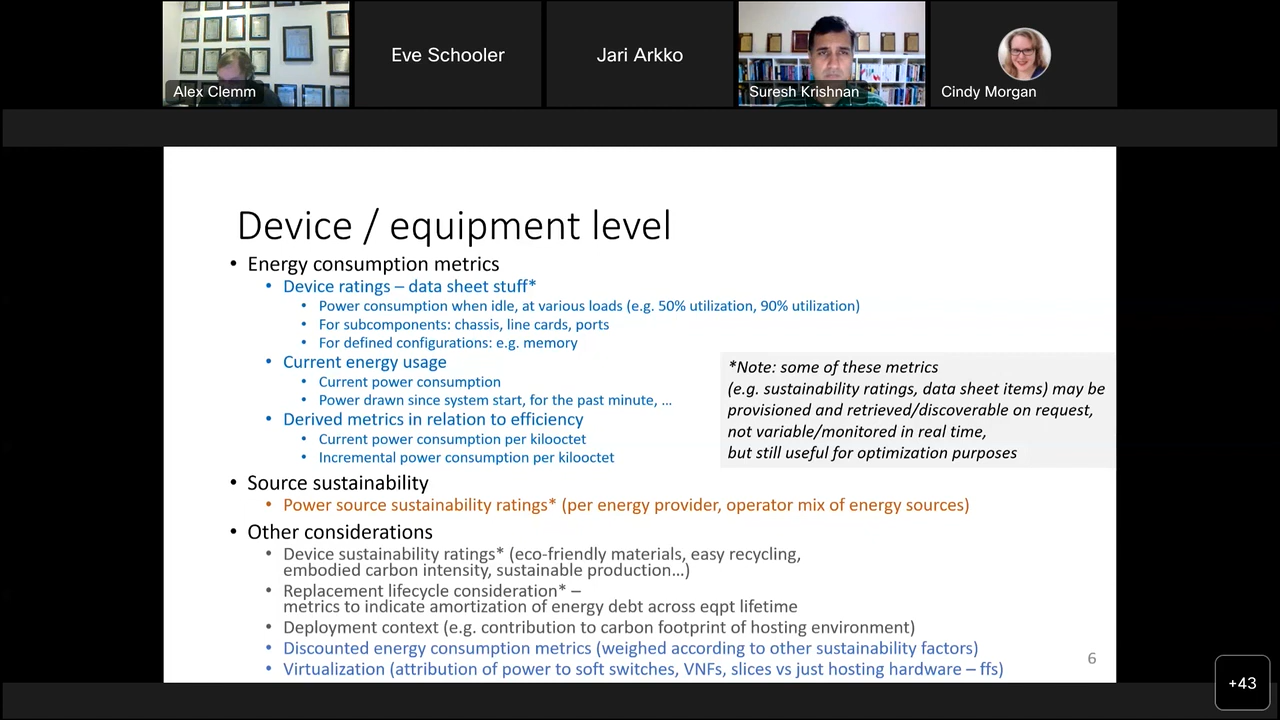 Alex Clemm
Eve Schooler
Jari Arkko
Suresh Krishnan
Cindy Morgan
Device / equipment level
• Energy consumption metrics
• Device ratings – data sheet stuff*
• Power consumption when idle, at various loads (e.g. 50% utilization, 90% utilization)
• For subcomponents: chassis, line cards, ports
• For defined configurations: e.g. memory
• Current energy usage
• Current power consumption
• Power drawn since system start, for the past minute, …
• Derived metrics in relation to efficiency
• Current power consumption per kilooctet
• Incremental power consumption per kilooctet
*Note: some of these metrics
(e.g. sustainability ratings, data sheet items) may be
provisioned and retrieved/discoverable on request,
not variable/monitored in real time,
but still useful for optimization purposes
• Source sustainability
• Power source sustainability ratings* (per energy provider, operator mix of energy sources)
• Other considerations
• Device sustainability ratings* (eco-friendly materials, easy recycling,
embodied carbon intensity, sustainable production…)
• Replacement lifecycle consideration* –
metrics to indicate amortization of energy debt across eqpt lifetime
• Deployment context (e.g. contribution to carbon footprint of hosting environment)
• Discounted energy consumption metrics (weighed according to other sustainability factors)
• Virtualization (attribution of power to soft switches, VNFs, slices vs just hosting hardware – ffs)
6
+43